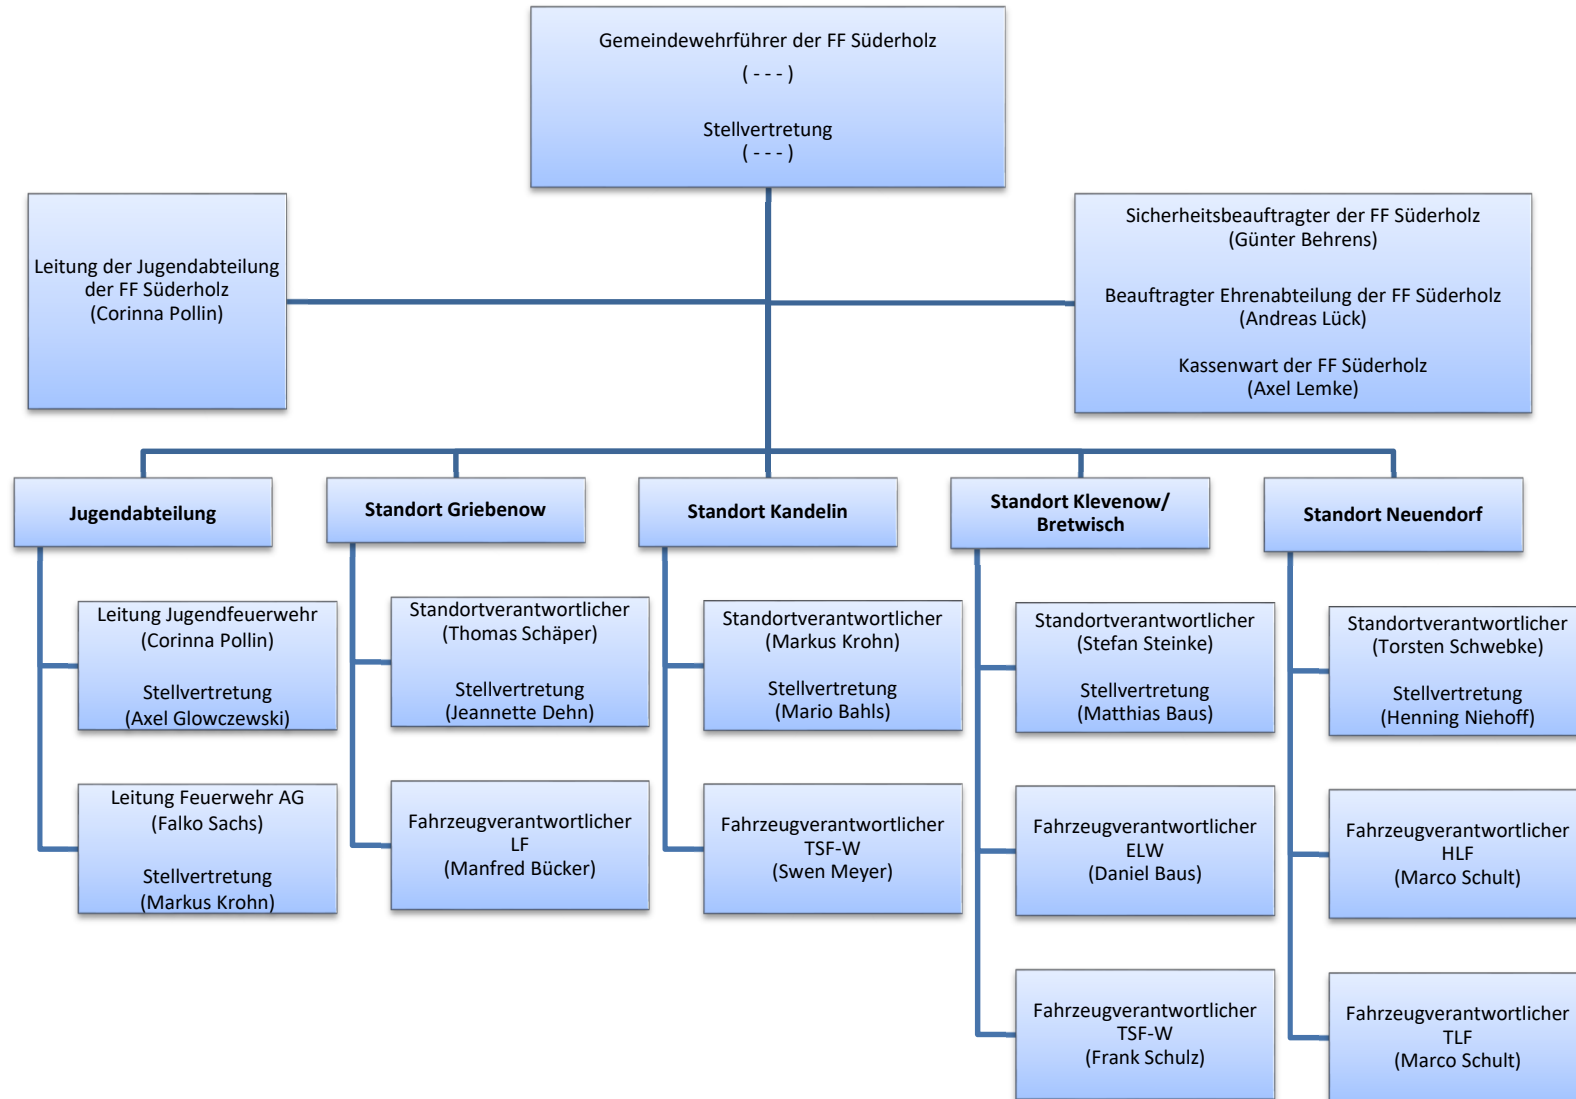 Gemeindewehrführer der FF Süderholz
( - - - )
Stellvertretung
( - - - )
Leitung der Jugendabteilung
der FF Süderholz
(Corinna Pollin)
Sicherheitsbeauftragter der FF Süderholz
(Günter Behrens)
Beauftragter Ehrenabteilung der FF Süderholz
(Andreas Lück)
Kassenwart der FF Süderholz
(Axel Lemke)
Jugendabteilung
Leitung Jugendfeuerwehr
(Corinna Pollin)
Stellvertretung
(Axel Glowczewski)
Leitung Feuerwehr AG
(Falko Sachs)
Stellvertretung
(Markus Krohn)
Standort Griebenow
Standortverantwortlicher
(Thomas Schäper)
Stellvertretung
(Jeannette Dehn)
Fahrzeugverantwortlicher
LF
(Manfred Bücker)
Standort Kandelin
Standortverantwortlicher
(Markus Krohn)
Stellvertretung
(Mario Bahls)
Fahrzeugverantwortlicher
TSF-W
(Swen Meyer)
Standort Klevenow/
Bretwisch
Standortverantwortlicher
(Stefan Steinke)
Stellvertretung
(Matthias Baus)
Fahrzeugverantwortlicher
ELW
(Daniel Baus)
Fahrzeugverantwortlicher
TSF-W
(Frank Schulz)
Standort Neuendorf
Standortverantwortlicher
(Torsten Schwebke)
Stellvertretung
(Henning Niehoff)
Fahrzeugverantwortlicher
HLF
(Marco Schult)
Fahrzeugverantwortlicher
TLF
(Marco Schult)